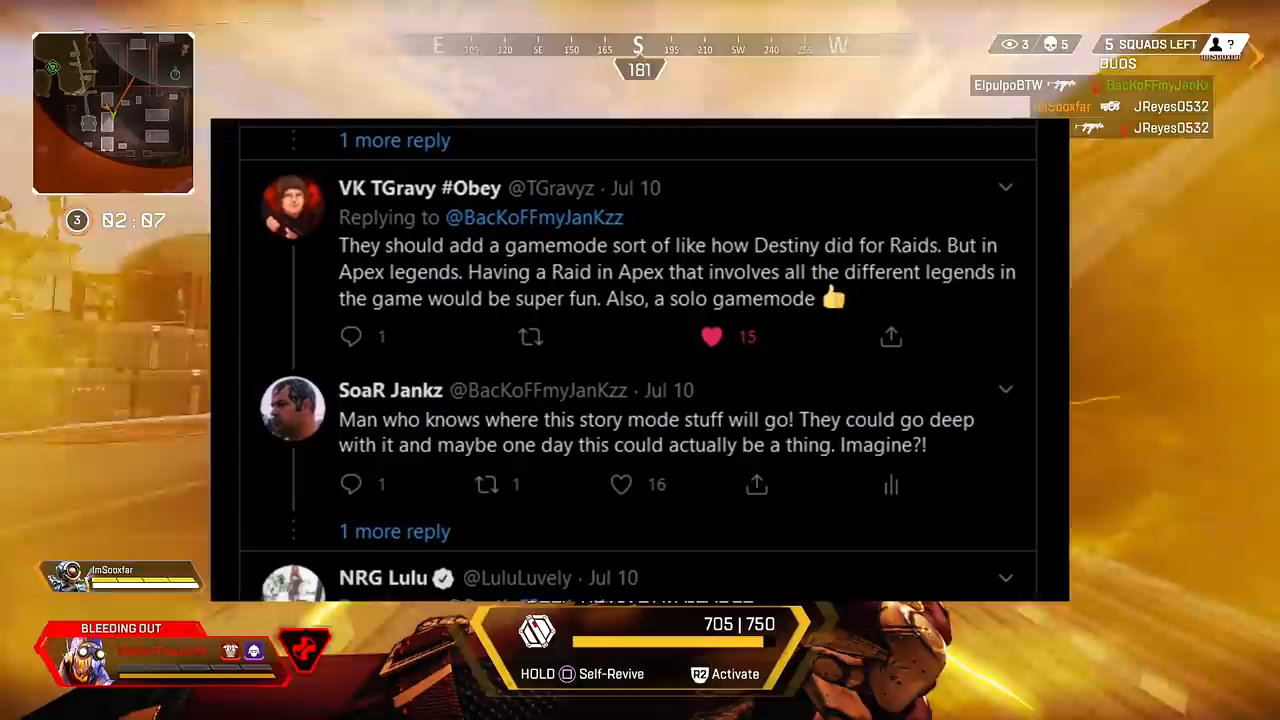 E 105 120 SE 150 165 S 195 210 SW 240 255 W
181
3 5
5 SQUADS LEFT ?
ImSooxfar
DUOS
ElpulpoBTW BacKoFFmyJanKz
ImSooxfar JReyes0532
JReyes0532
3 02:07
1 more reply
VK TGravy #Obey @TGravyz · Jul 10
Replying to @BacKoFFmyJanKzz
They should add a gamemode sort of like how Destiny did for Raids. But in
Apex legends. Having a Raid in Apex that involves all the different legends in
the game would be super fun. Also, a solo gamemode 👍
1 15
SoaR Jankz @BacKoFFmyJanKzz · Jul 10
Man who knows where this story mode stuff will go! They could go deep
with it and maybe one day this could actually be a thing. Imagine?!
1 1 16
1 more reply
NRG Lulu @LuluLuvely · Jul 10
ImSooxfar
BLEEDING OUT
705 | 750
HOLD Self-Revive R2 Activate